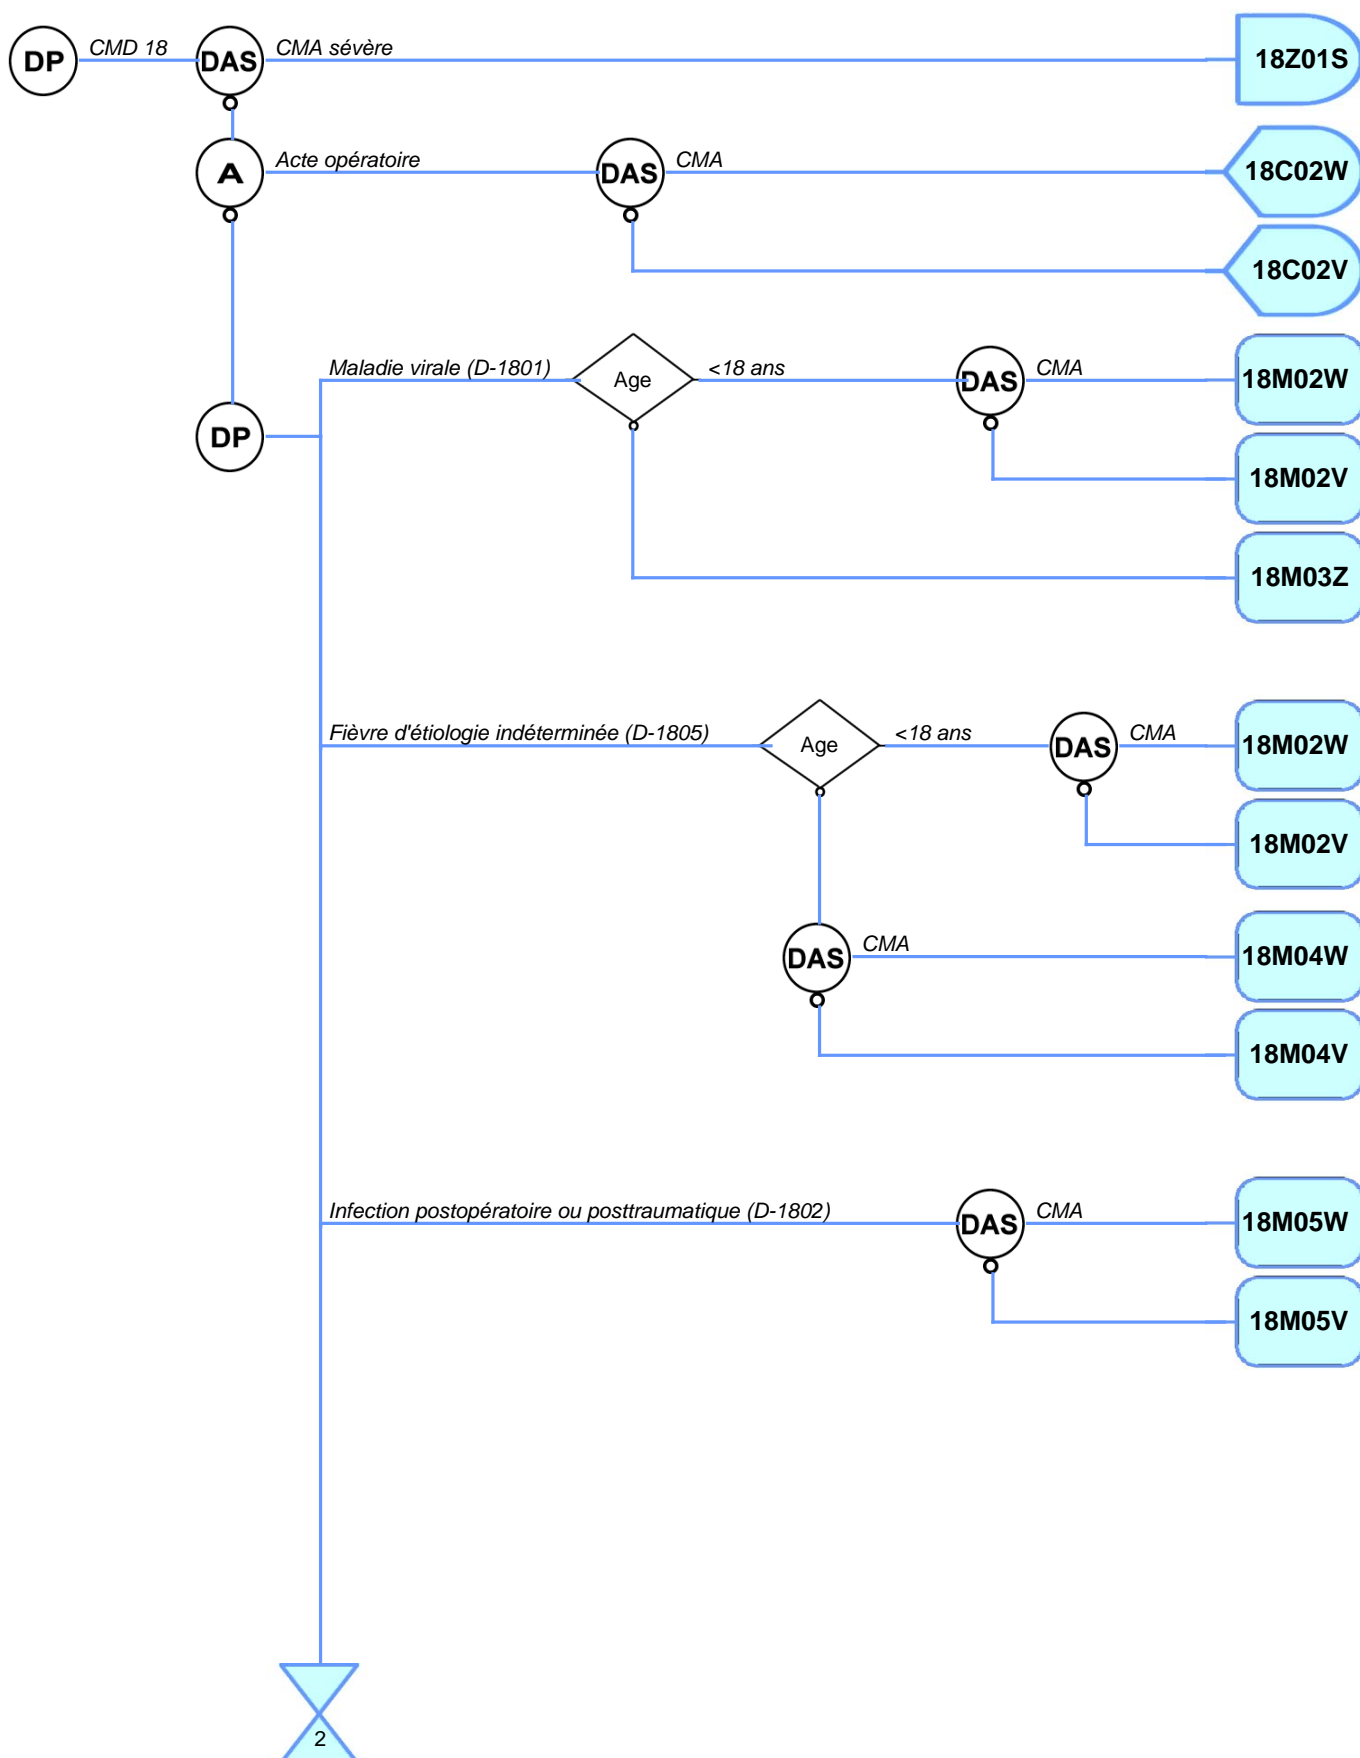 DP CMD 18 DAS CMA sévère 18Z01S
A Acte opératoire DAS CMA 18C02W
18C02V
Maladie virale (D-1801) Age <18 ans DAS CMA 18M02W
DP
18M02V
18M03Z
Fièvre d'étiologie indéterminée (D-1805) Age <18 ans DAS CMA 18M02W
18M02V
DAS CMA 18M04W
18M04V
Infection postopératoire ou posttraumatique (D-1802) DAS CMA 18M05W
18M05V
2